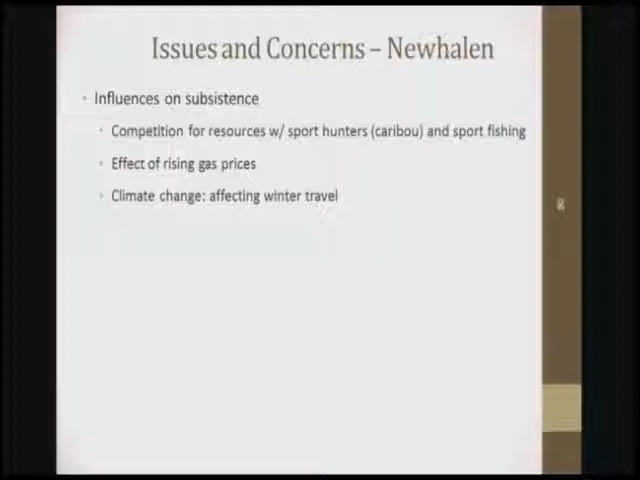 Issues and Concerns – Newhalen
Influences on subsistence
Competition for resources w/ sport hunters (caribou) and sport fishing
Effect of rising gas prices
Climate change: affecting winter travel
8